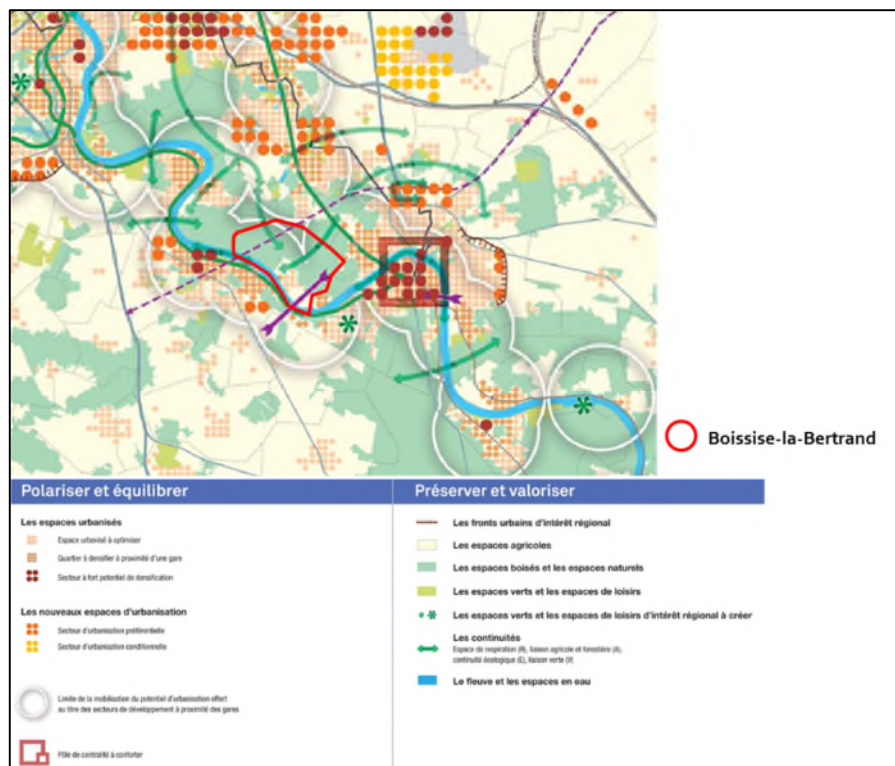 Boissise-la-Bertrand
Polariser et équilibrer
Les espaces urbanisés
Espace urbanisé à optimiser
Quartier à densifier à proximité d'une gare
Secteur à fort potentiel de densification
Les nouveaux espaces d'urbanisation
Secteur d'urbanisation préférentielle
Secteur d'urbanisation conditionnelle
Limite de la mobilisation du potentiel d'urbanisation offert
au titre des secteurs de développement à proximité des gares
Pôle de centralité à conforter
Préserver et valoriser
Les fronts urbains d'intérêt régional
Les espaces agricoles
Les espaces boisés et les espaces naturels
Les espaces verts et les espaces de loisirs
Les espaces verts et les espaces de loisirs d'intérêt régional à créer
Les continuités
Espace de respiration (R), liaison agricole et forestière (A),
continuité écologique (E), liaison verte (V)
Le fleuve et les espaces en eau